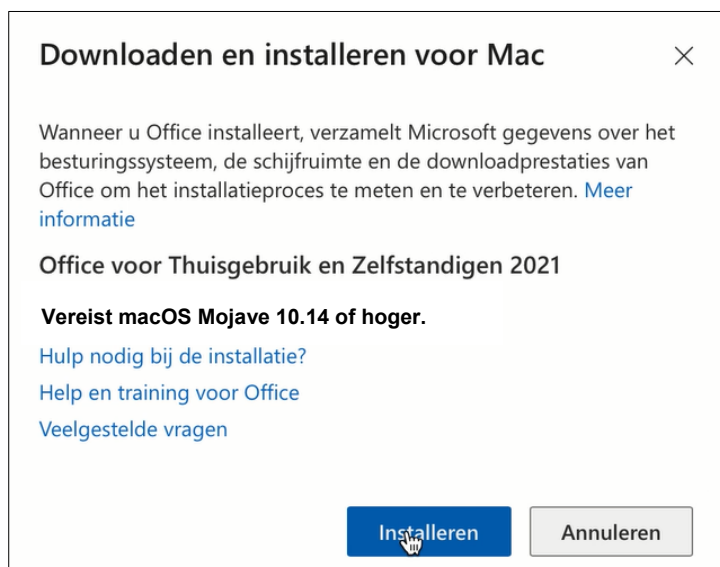 Downloaden en installeren voor Mac
Wanneer u Office installeert, verzamelt Microsoft gegevens over het
besturingssysteem, de schijfruimte en de downloadprestaties van
Office om het installatieproces te meten en te verbeteren. Meer
informatie
Office voor Thuisgebruik en Zelfstandigen 2021
Vereist macOS Mojave 10.14 of hoger.
Hulp nodig bij de installatie?
Help en training voor Office
Veelgestelde vragen
Installeren Annuleren